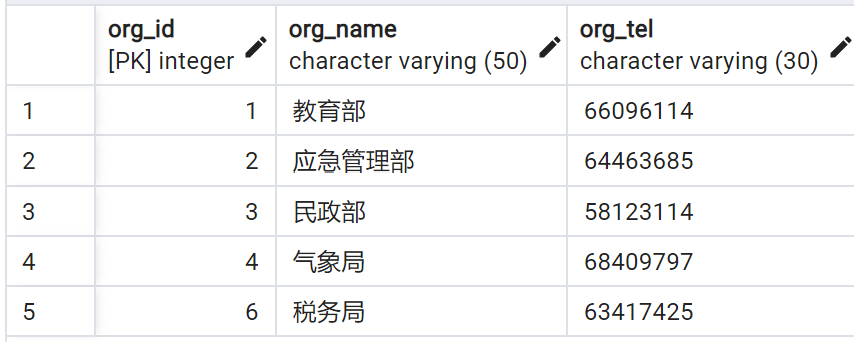 org_id org_name org_tel
[PK] integer character varying (50) character varying (30)
1 1 教育部 66096114
2 2 应急管理部 64463685
3 3 民政部 58123114
4 4 气象局 68409797
5 6 税务局 63417425